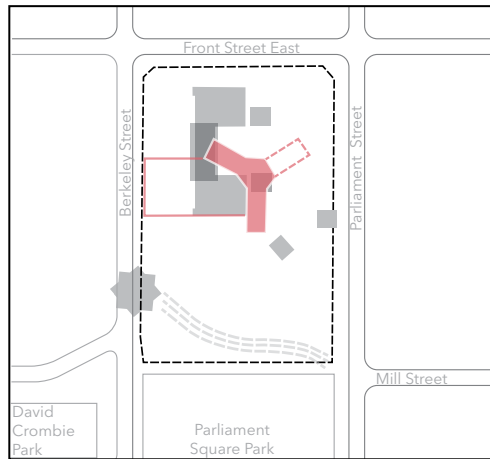 Front Street East
Berkeley Street
Parliament Street
Mill Street
David
Crombie
Park
Parliament
Square Park